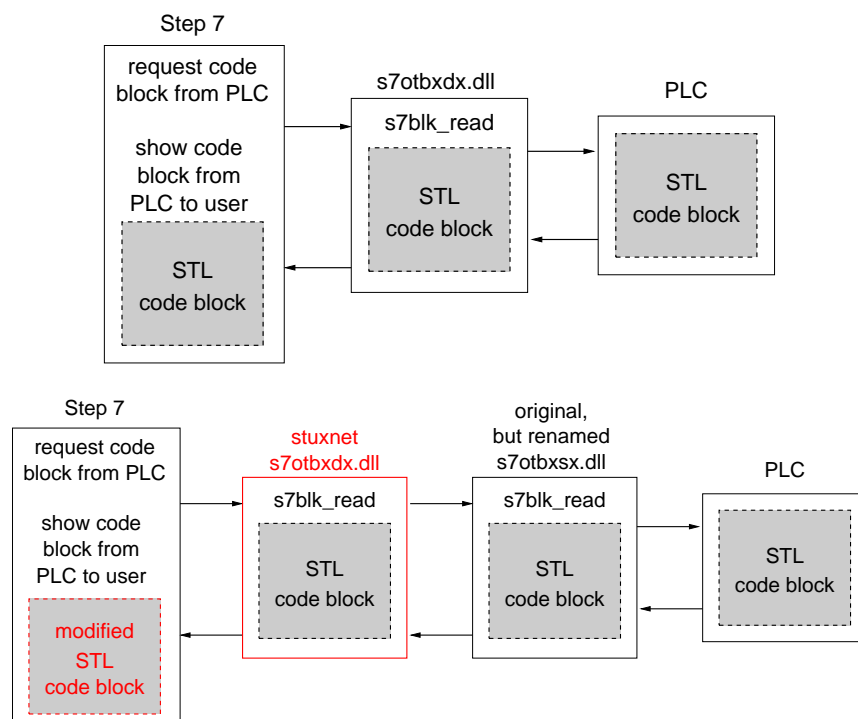 Step 7
request code
block from PLC
show code
block from
PLC to user
STL
code block
s7otbxdx.dll
s7blk_read
STL
code block
PLC
STL
code block
Step 7
request code
block from PLC
show code
block from
PLC to user
modified
STL
code block
stuxnet
s7otbxdx.dll
s7blk_read
STL
code block
original,
but renamed
s7otbxsx.dll
s7blk_read
STL
code block
PLC
STL
code block